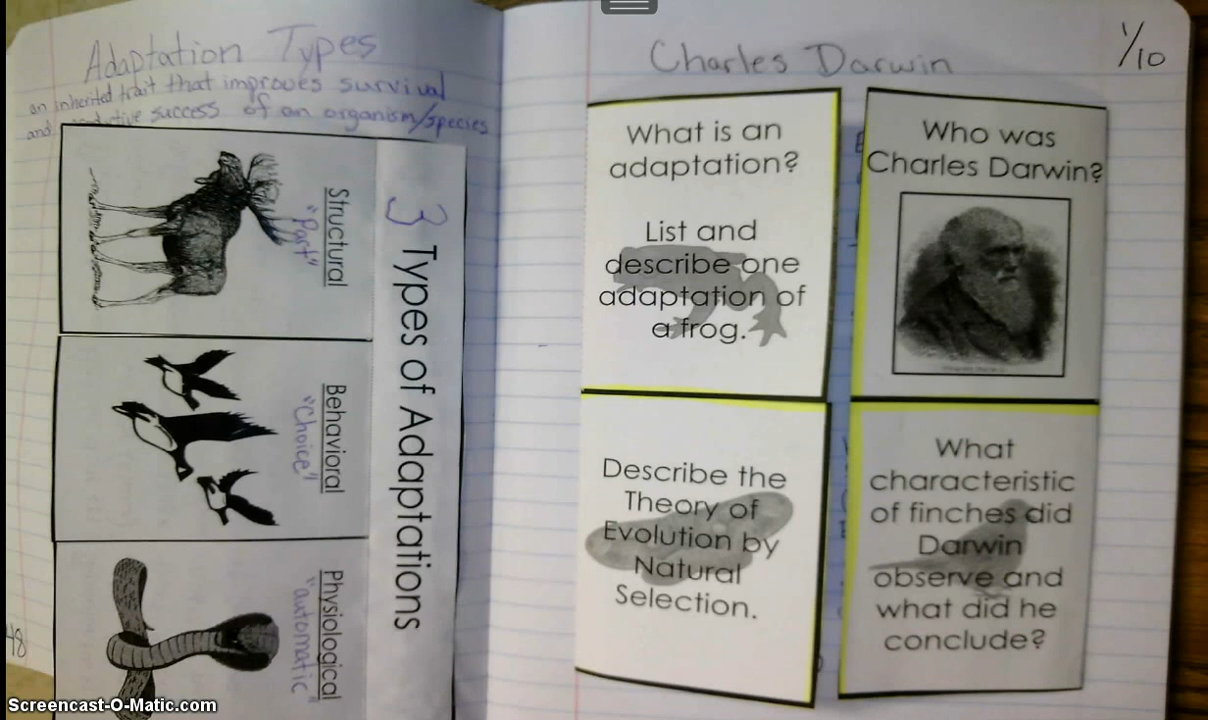 Adaptation Types
an inherited trait that improves survival
and success of an organism/species
3 Types of Adaptations
Structural
"Part"
Behavioral
"Choice"
Physiological
"automatic"
48
Charles Darwin
1/10
What is an
adaptation?
List and
describe one
adaptation of
a frog.
Who was
Charles Darwin?
Describe the
Theory of
Evolution by
Natural
Selection.
What
characteristic
of finches did
Darwin
observe and
what did he
conclude?
Screencast-O-Matic.com